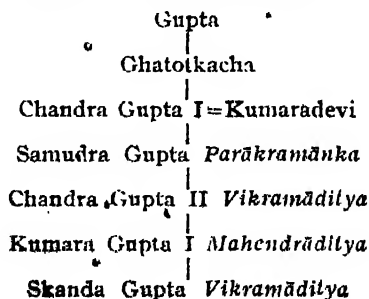 Gupta
Ghatotkacha
Chandra Gupta I=Kumaradevi
Samudra Gupta Parākramānka
Chandra Gupta II Vikramāditya
Kumara Gupta I Mahendrāditya
Skanda Gupta Vikramāditya